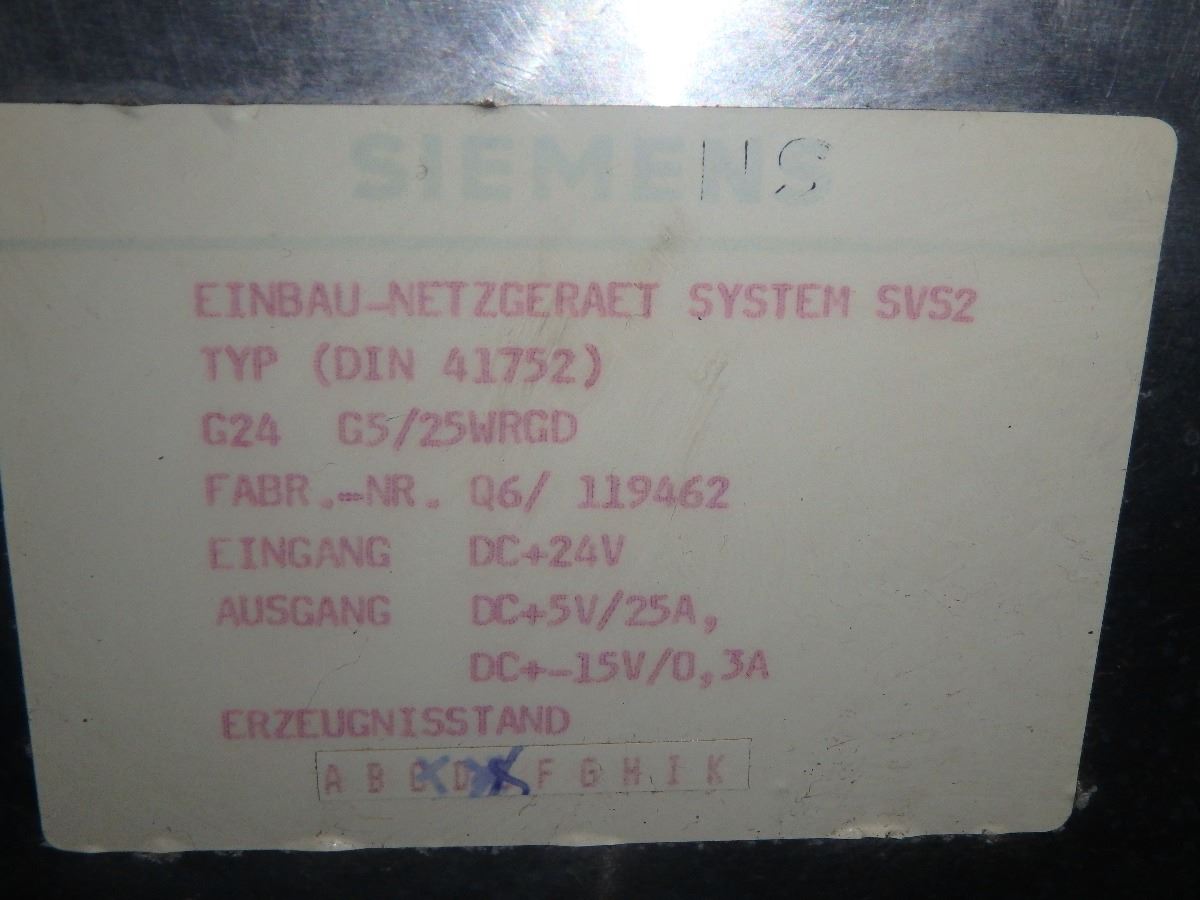 SIEMENS
EINBAU-NETZGERAET SYSTEM SVS2
TYP (DIN 41752)
G24 G5/25WRGD
FABR.-NR. Q6/ 119462
EINGANG DC+24V
AUSGANG DC+5V/25A,
DC+-15V/0,3A
ERZEUGNISSTAND
A B C D F G H I K